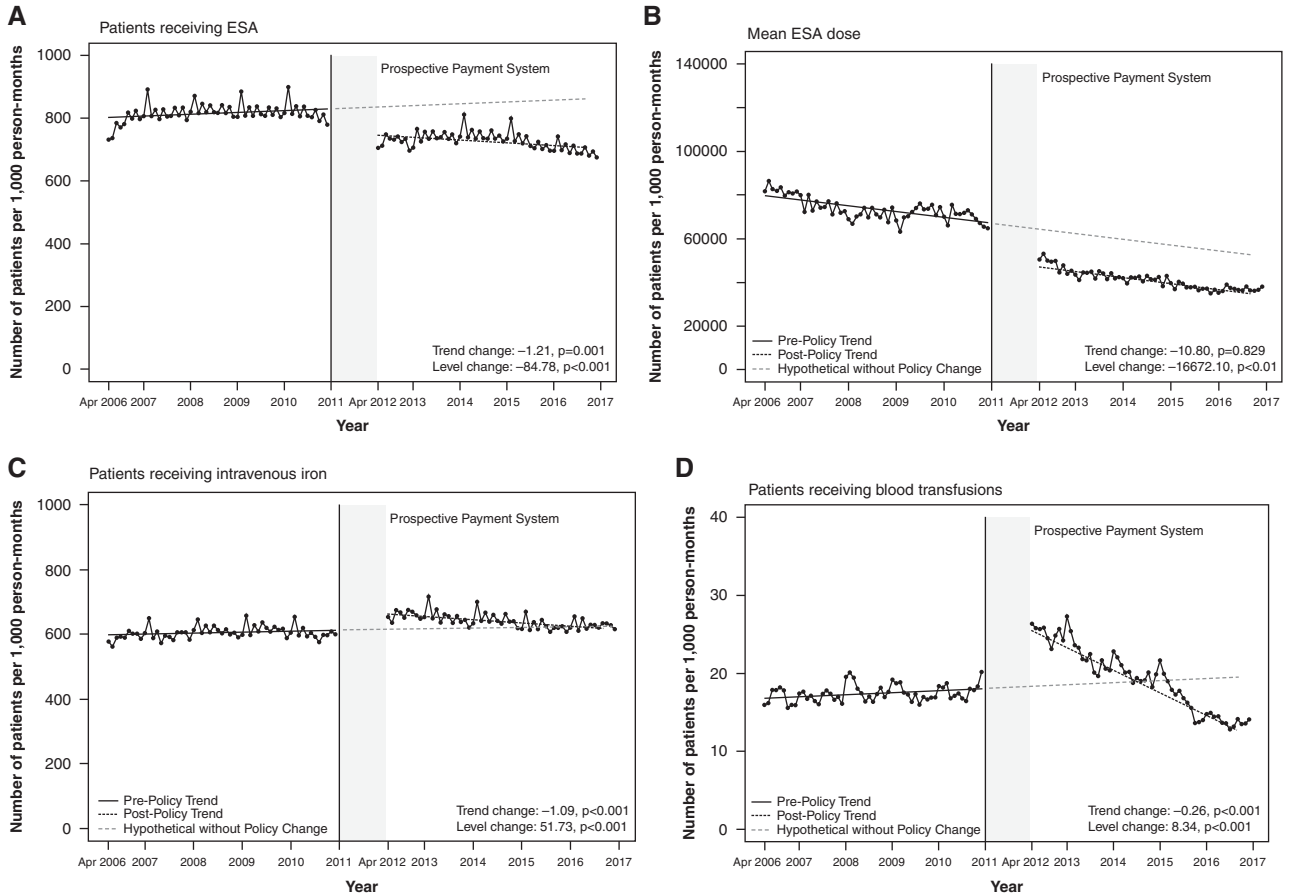 A
Patients receiving ESA
Number of patients per 1,000 person-months
1000
800
600
400
200
0
Prospective Payment System
Trend change: –1.21, p=0.001
Level change: –84.78, p<0.001
Apr 2006 2007 2008 2009 2010 2011 Apr 2012 2013 2014 2015 2016 2017
Year
B
Mean ESA dose
Number of patients per 1,000 person-months
140000
100000
60000
20000
0
Prospective Payment System
Pre-Policy Trend
Post-Policy Trend
Hypothetical without Policy Change
Trend change: –10.80, p=0.829
Level change: –16672.10, p<0.01
Apr 2006 2007 2008 2009 2010 2011 Apr 2012 2013 2014 2015 2016 2017
Year
C
Patients receiving intravenous iron
Number of patients per 1,000 person-months
1000
800
600
400
200
0
Prospective Payment System
Pre-Policy Trend
Post-Policy Trend
Hypothetical without Policy Change
Trend change: –1.09, p<0.001
Level change: 51.73, p<0.001
Apr 2006 2007 2008 2009 2010 2011 Apr 2012 2013 2014 2015 2016 2017
Year
D
Patients receiving blood transfusions
Number of patients per 1,000 person-months
40
30
20
10
0
Prospective Payment System
Pre-Policy Trend
Post-Policy Trend
Hypothetical without Policy Change
Trend change: –0.26, p<0.001
Level change: 8.34, p<0.001
Apr 2006 2007 2008 2009 2010 2011 Apr 2012 2013 2014 2015 2016 2017
Year